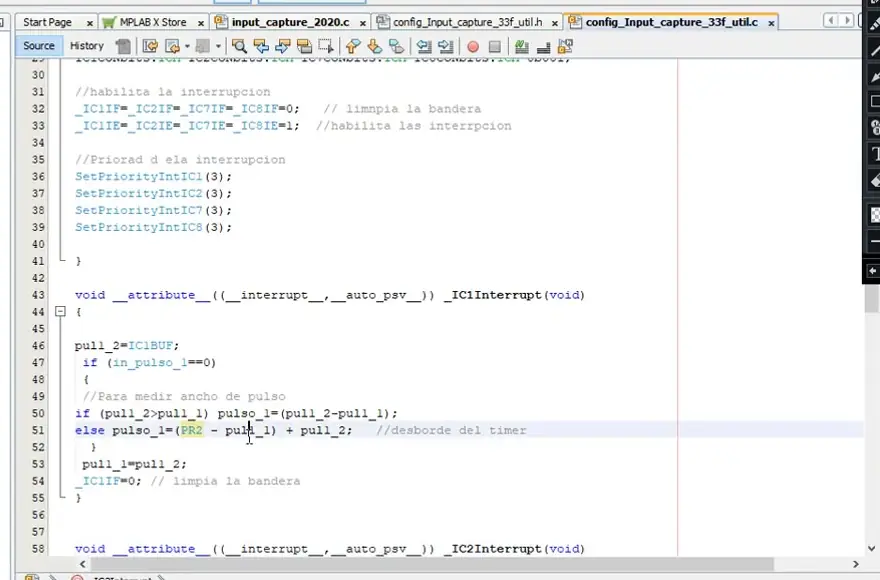 Start Page x MPLAB X Store x input_capture_2020.c x config_Input_capture_33f_util.h x config_Input_capture_33f_util.c x
Source History
30
31 //habilita la interrupcion
32 _IC1IF=_IC2IF=_IC7IF=_IC8IF=0; // limnpia la bandera
33 _IC1IE=_IC2IE=_IC7IE=_IC8IE=1; //habilita las interrpcion
34
35 //Priorad d ela interrupcion
36 SetPriorityIntIC1(3);
37 SetPriorityIntIC2(3);
38 SetPriorityIntIC7(3);
39 SetPriorityIntIC8(3);
40
41 }
42
43 void __attribute__((__interrupt__,__auto_psv__)) _IC1Interrupt(void)
44 {
45
46 pull_2=IC1BUF;
47 if (in_pulso_1==0)
48 {
49 //Para medir ancho de pulso
50 if (pull_2>pull_1) pulso_1=(pull_2-pull_1);
51 else pulso_1=(PR2 - pull_1) + pull_2; //desborde del timer
52 }
53 pull_1=pull_2;
54 _IC1IF=0; // limpia la bandera
55 }
56
57
58 void __attribute__((__interrupt__,__auto_psv__)) _IC2Interrupt(void)